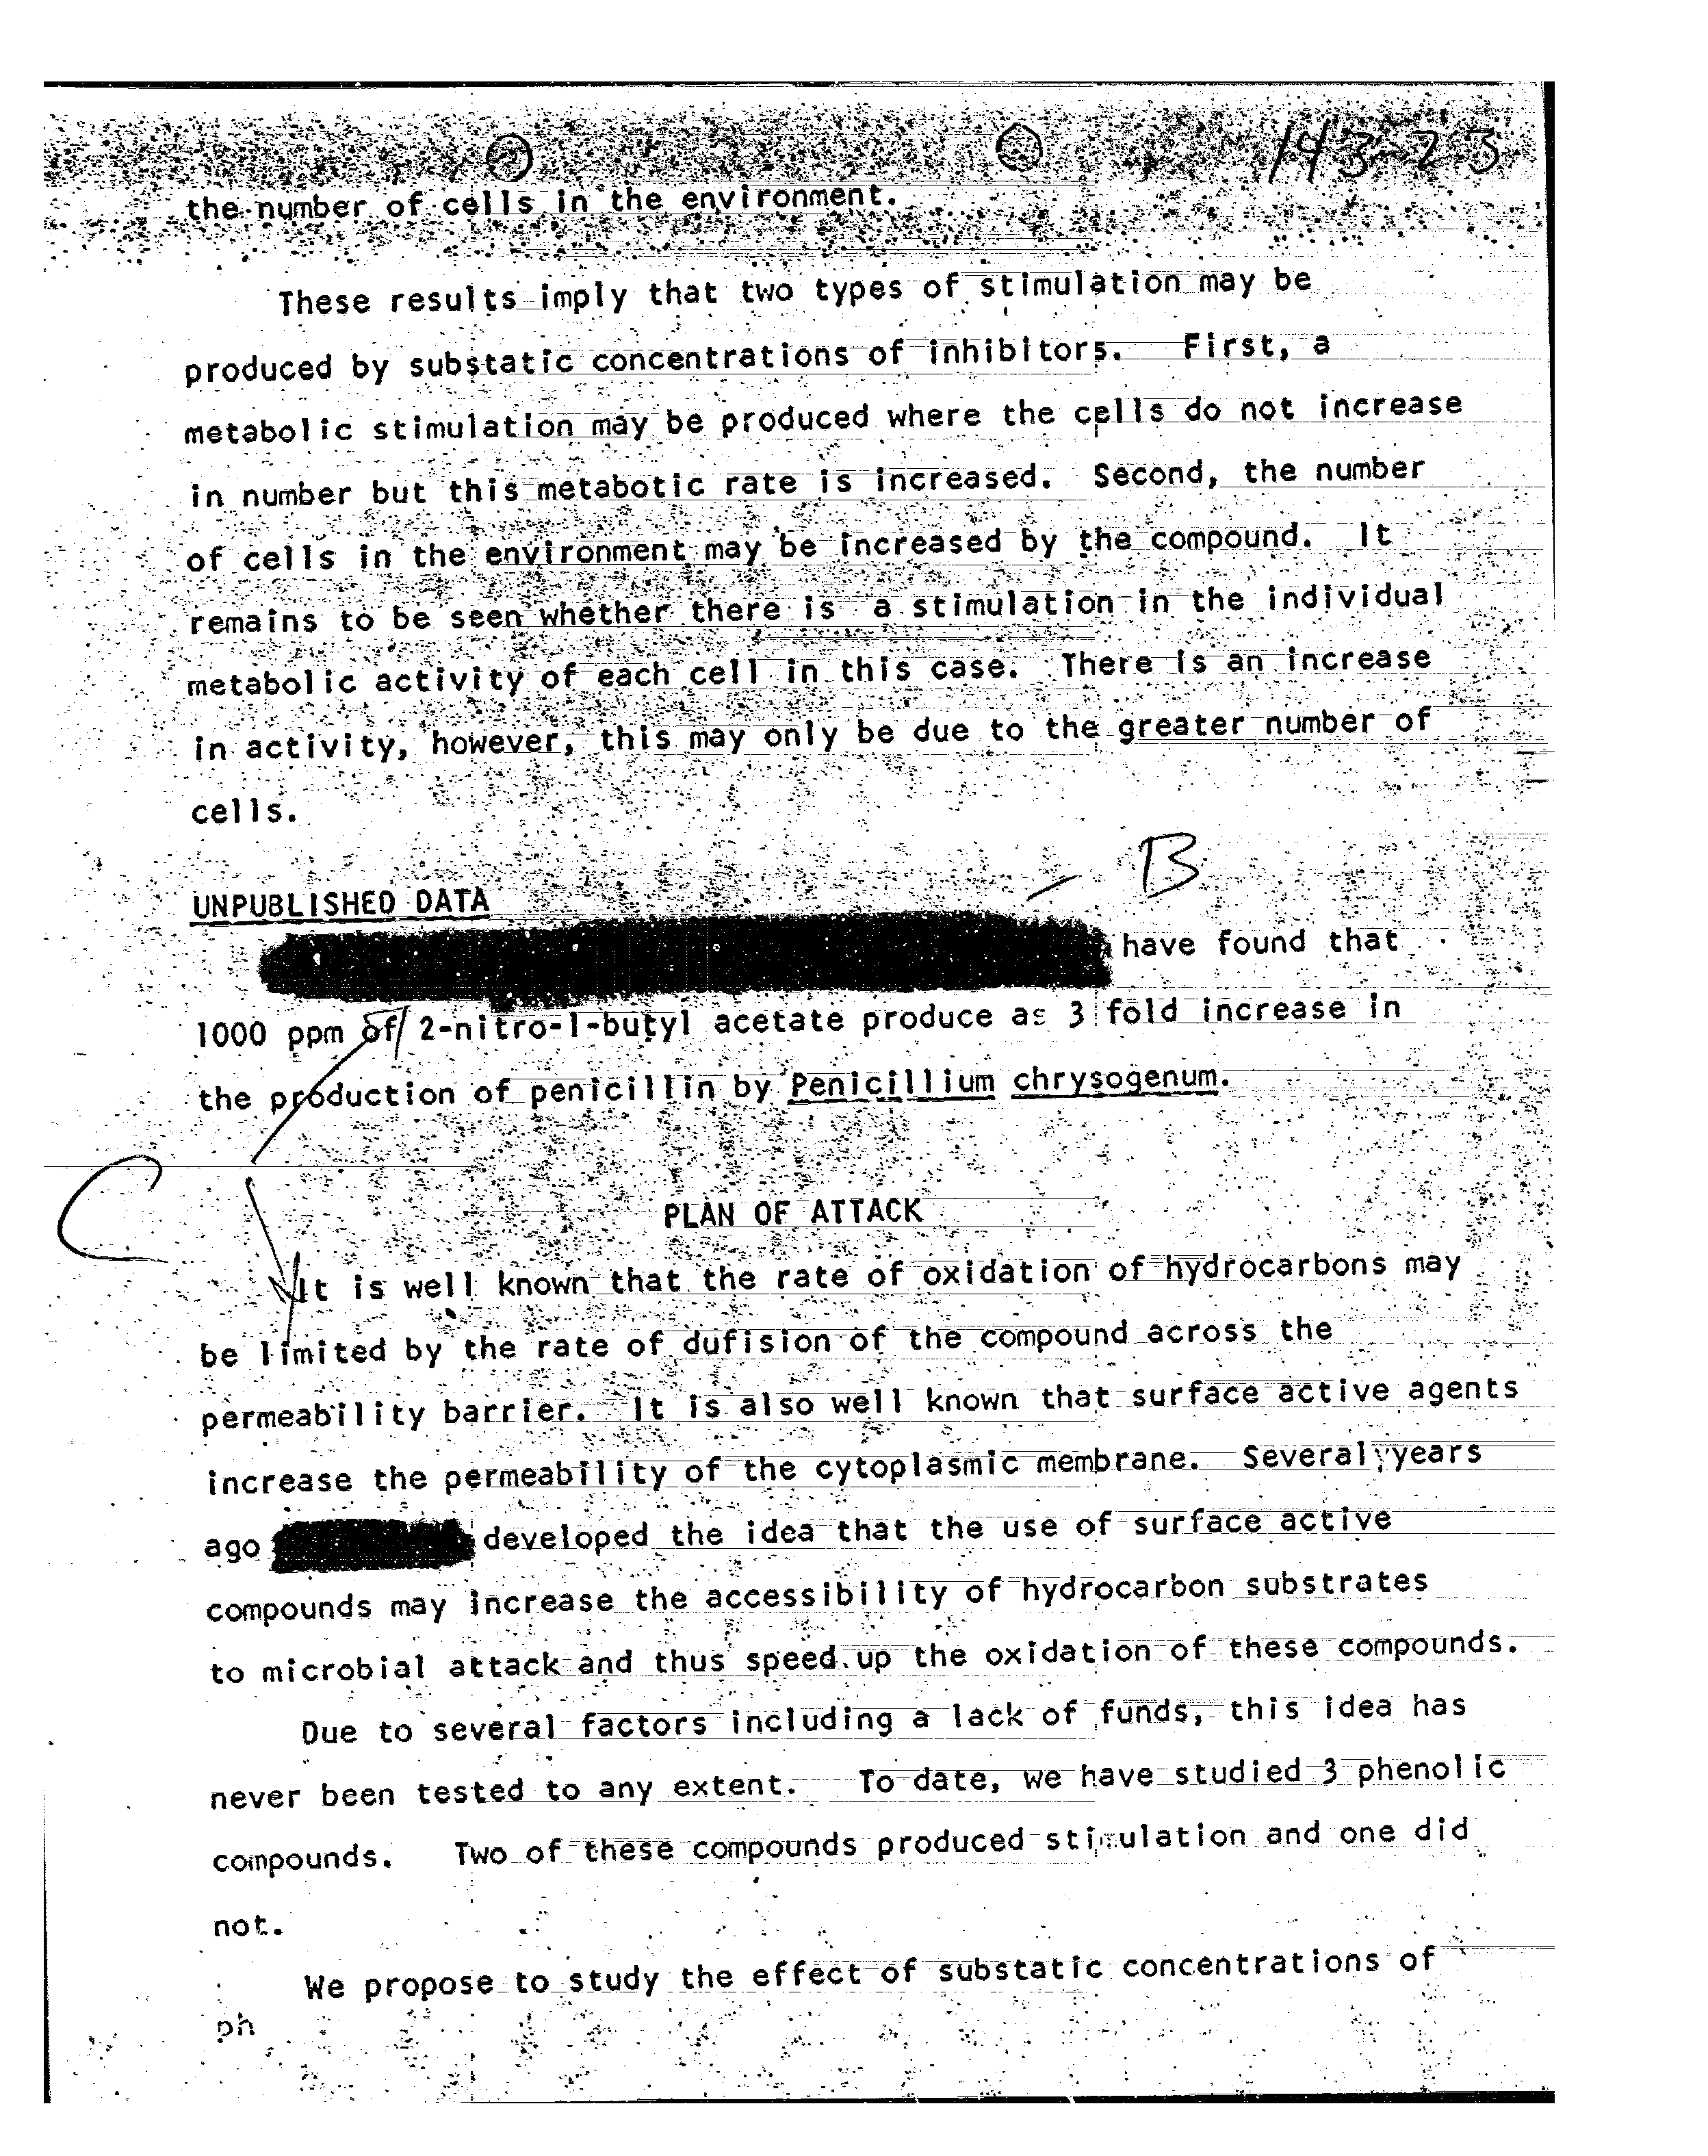 143-23
the number of cells in the environment.
These results imply that two types of stimulation may be
produced by substatic concentrations of inhibitors. First, a
metabolic stimulation may be produced where the cells do not increase
in number but this metabotic rate is increased. Second, the number
of cells in the environment may be increased by the compound. It
remains to be seen whether there is a stimulation in the individual
metabolic activity of each cell in this case. There is an increase
in activity, however, this may only be due to the greater number of
cells.
B
UNPUBLISHED DATA
have found that
1000 ppm of 2-nitro-1-butyl acetate produce as 3 fold increase in
the production of penicillin by Penicillium chrysogenum.
C
PLAN OF ATTACK
It is well known that the rate of oxidation of hydrocarbons may
be limited by the rate of dufision of the compound across the
permeability barrier. It is also well known that surface active agents
increase the permeability of the cytoplasmic membrane. Several years
ago developed the idea that the use of surface active
compounds may increase the accessibility of hydrocarbon substrates
to microbial attack and thus speed up the oxidation of these compounds.
Due to several factors including a lack of funds, this idea has
never been tested to any extent. To date, we have studied 3 phenolic
compounds. Two of these compounds produced stimulation and one did
not.
We propose to study the effect of substatic concentrations of
ph